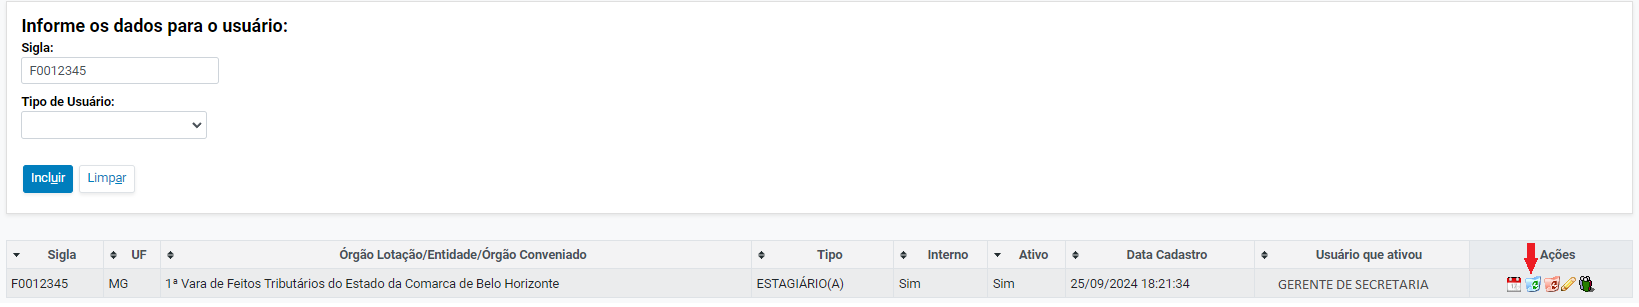 Informe os dados para o usuário:
Sigla:
F0012345
Tipo de Usuário:
Incluir Limpar
Sigla UF Órgão Lotação/Entidade/Órgão Conveniado Tipo Interno Ativo Data Cadastro Usuário que ativou Ações
F0012345 MG 1ª Vara de Feitos Tributários do Estado da Comarca de Belo Horizonte ESTAGIÁRIO(A) Sim Sim 25/09/2024 18:21:34 GERENTE DE SECRETARIA